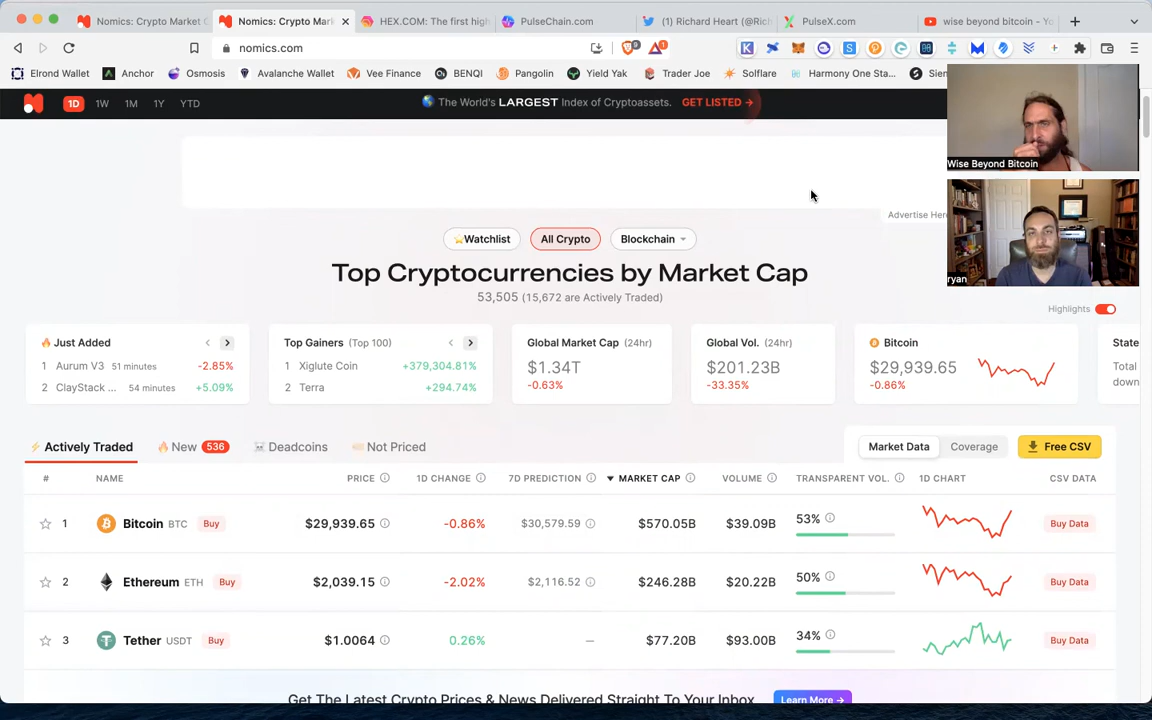 Nomics: Crypto Market C
Nomics: Crypto Mark
HEX.COM: The first hig
PulseChain.com
(1) Richard Heart (@Ric
PulseX.com
wise beyond bitcoin - Yo
nomics.com
9
1
Elrond Wallet
Anchor
Osmosis
Avalanche Wallet
Vee Finance
BENQI
Pangolin
Yield Yak
Trader Joe
Solflare
Harmony One Sta...
Sien
1D 1W 1M 1Y YTD
The World's LARGEST Index of Cryptoassets. GET LISTED →
Wise Beyond Bitcoin
ryan
Advertise Here
Watchlist All Crypto Blockchain
Top Cryptocurrencies by Market Cap
53,505 (15,672 are Actively Traded)
Highlights
Just Added
1 Aurum V3 51 minutes -2.85%
2 ClayStack ... 54 minutes +5.09%
Top Gainers (Top 100)
1 Xiglute Coin +379,304.81%
2 Terra +294.74%
Global Market Cap (24hr)
$1.34T
-0.63%
Global Vol. (24hr)
$201.23B
-33.35%
Bitcoin
$29,939.65
-0.86%
State
Total
down
Actively Traded New 536 Deadcoins Not Priced
Market Data Coverage Free CSV
# NAME PRICE 1D CHANGE 7D PREDICTION MARKET CAP VOLUME TRANSPARENT VOL. 1D CHART CSV DATA
1 Bitcoin BTC Buy $29,939.65 -0.86% $30,579.59 $570.05B $39.09B 53% Buy Data
2 Ethereum ETH Buy $2,039.15 -2.02% $2,116.52 $246.28B $20.22B 50% Buy Data
3 Tether USDT Buy $1.0064 0.26% — $77.20B $93.00B 34% Buy Data
Get The Latest Crypto Prices & News Delivered Straight To Your Inbox Learn More →